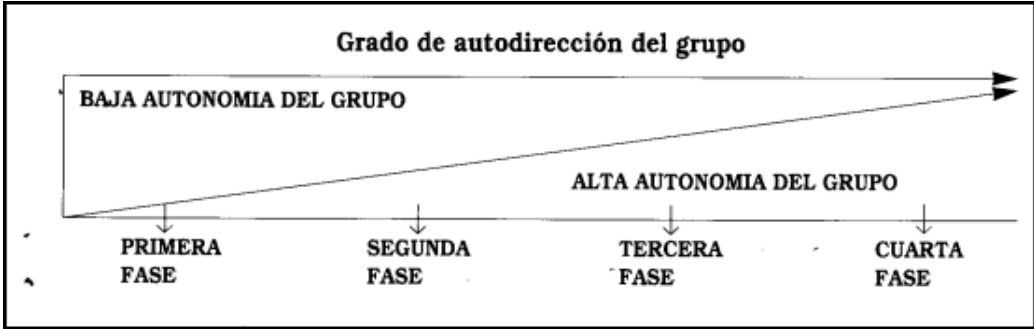 Grado de autodirección del grupo
BAJA AUTONOMIA DEL GRUPO
ALTA AUTONOMIA DEL GRUPO
PRIMERA FASE
SEGUNDA FASE
TERCERA FASE
CUARTA FASE